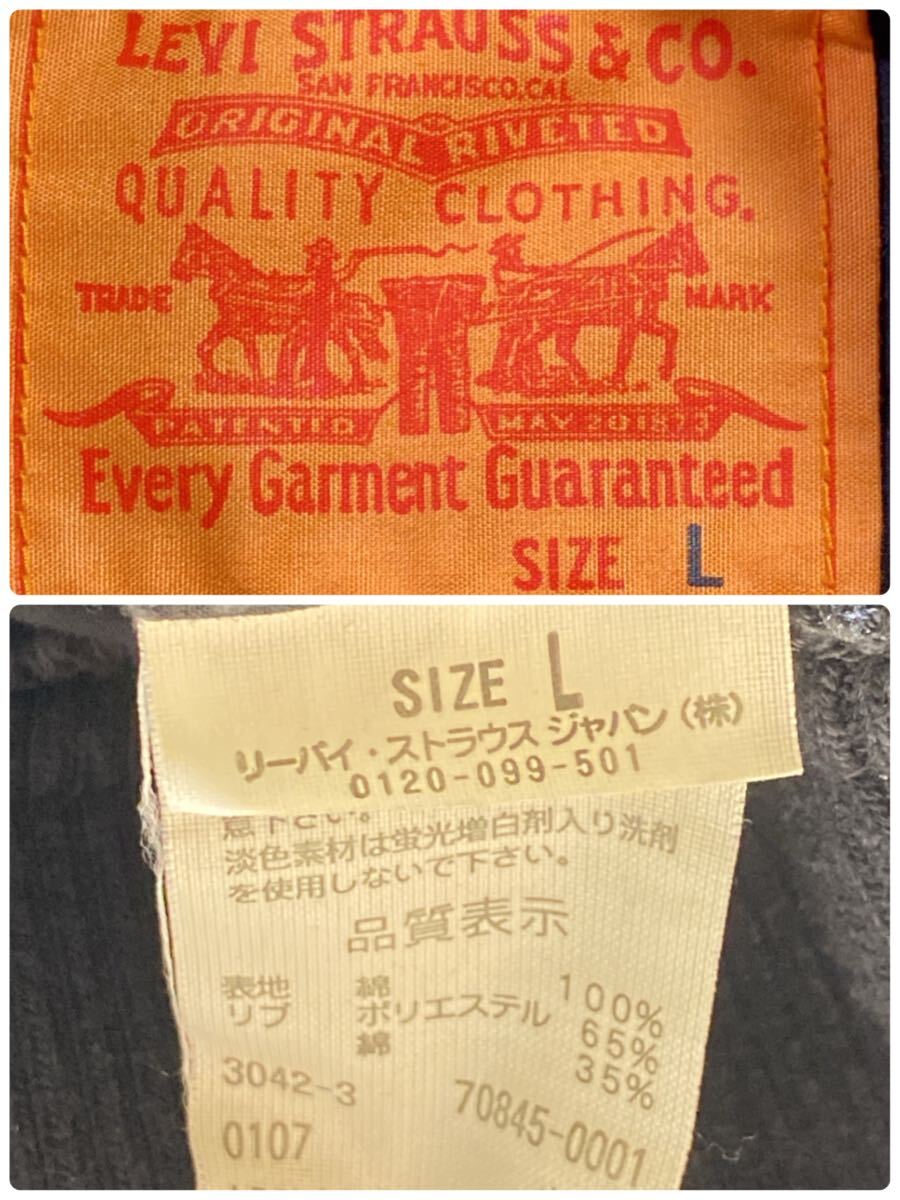 LEVI STRAUSS & CO.
SAN FRANCISCO, CAL
ORIGINAL RIVETED
QUALITY CLOTHING.
TRADE MARK
PATENTED MAY 20 1873
Every Garment Guaranteed
SIZE L
SIZE L
リーバイ・ストラウス ジャパン(株)
0120-099-501
意下さい。
淡色素材は蛍光増白剤入り洗剤
を使用しないで下さい。
品質表示
表地 綿 100%
リブ ポリエステル 65%
綿 35%
3042-3 70845-0001
0107